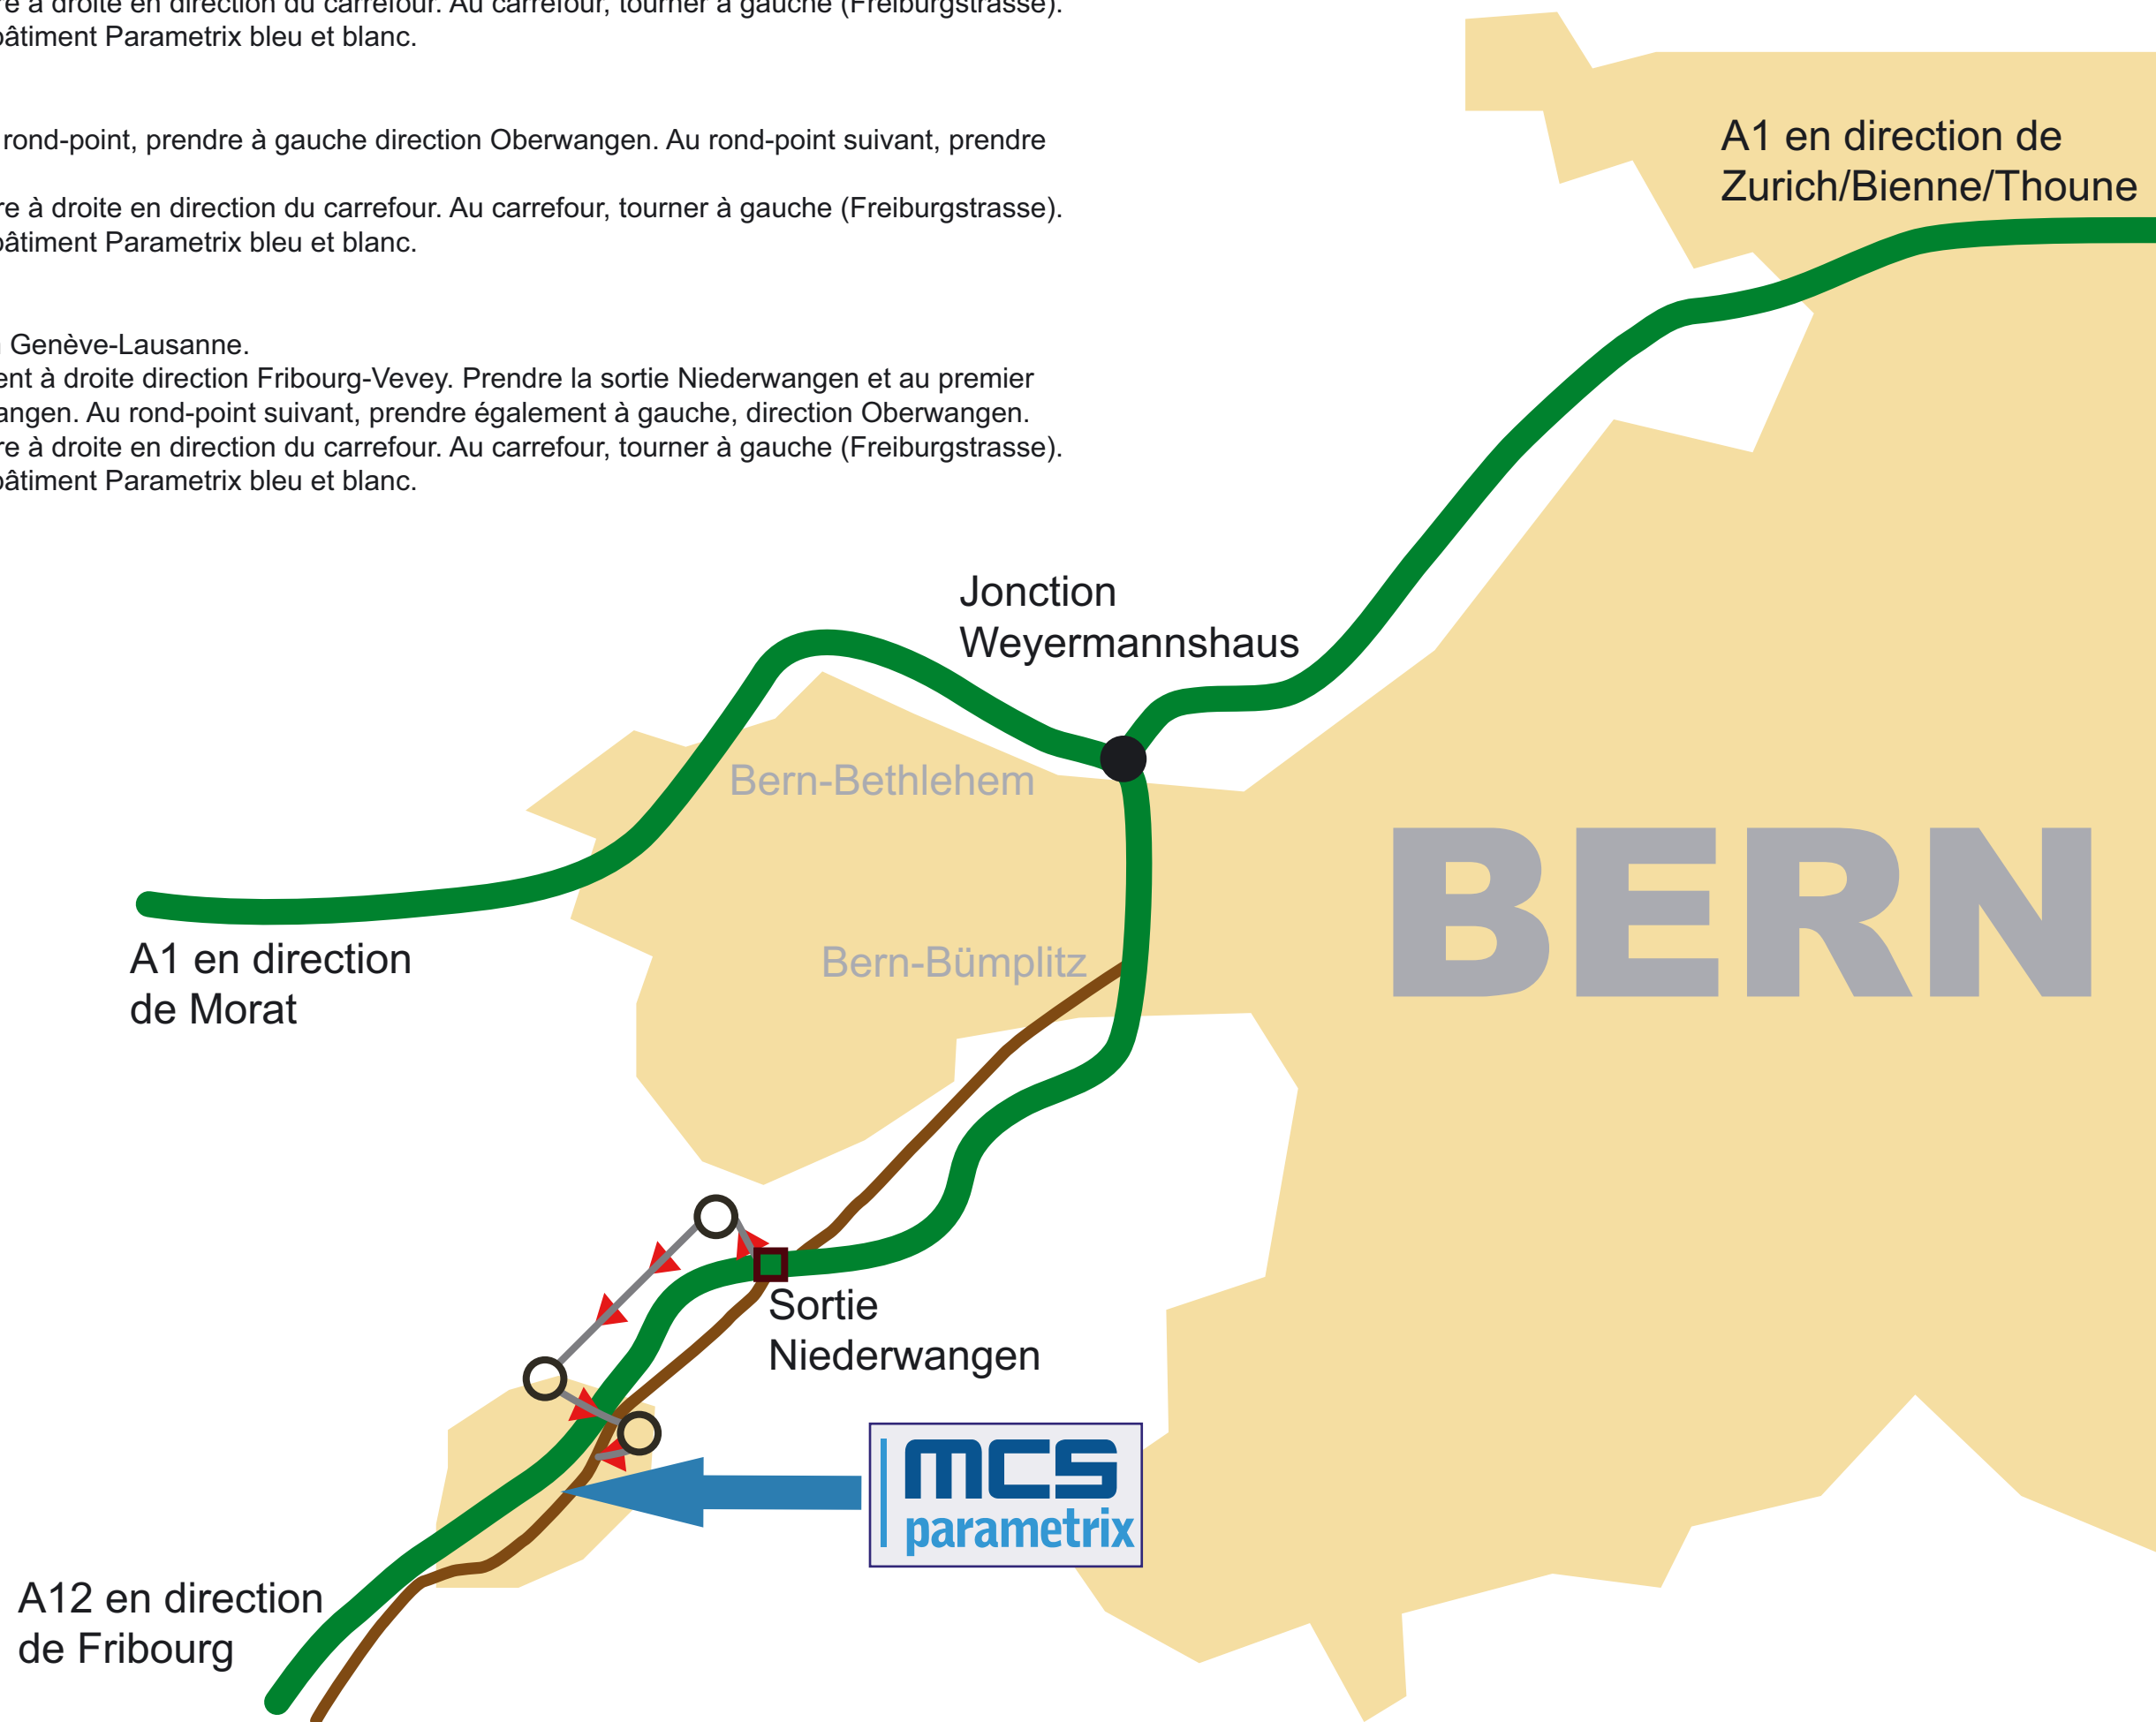 à droite en direction du carrefour. Au carrefour, tourner à gauche (Freiburgstrasse).
bâtiment Parametrix bleu et blanc.
rond-point, prendre à gauche direction Oberwangen. Au rond-point suivant, prendre
à droite en direction du carrefour. Au carrefour, tourner à gauche (Freiburgstrasse).
bâtiment Parametrix bleu et blanc.
Genève-Lausanne.
à droite direction Fribourg-Vevey. Prendre la sortie Niederwangen et au premier
angen. Au rond-point suivant, prendre également à gauche, direction Oberwangen.
à droite en direction du carrefour. Au carrefour, tourner à gauche (Freiburgstrasse).
bâtiment Parametrix bleu et blanc.
A1 en direction de
Zurich/Bienne/Thoune
Jonction
Weyermannshaus
Bern-Bethlehem
BERN
A1 en direction
de Morat
Bern-Bümplitz
Sortie
Niederwangen
mcs
parametrix
A12 en direction
de Fribourg